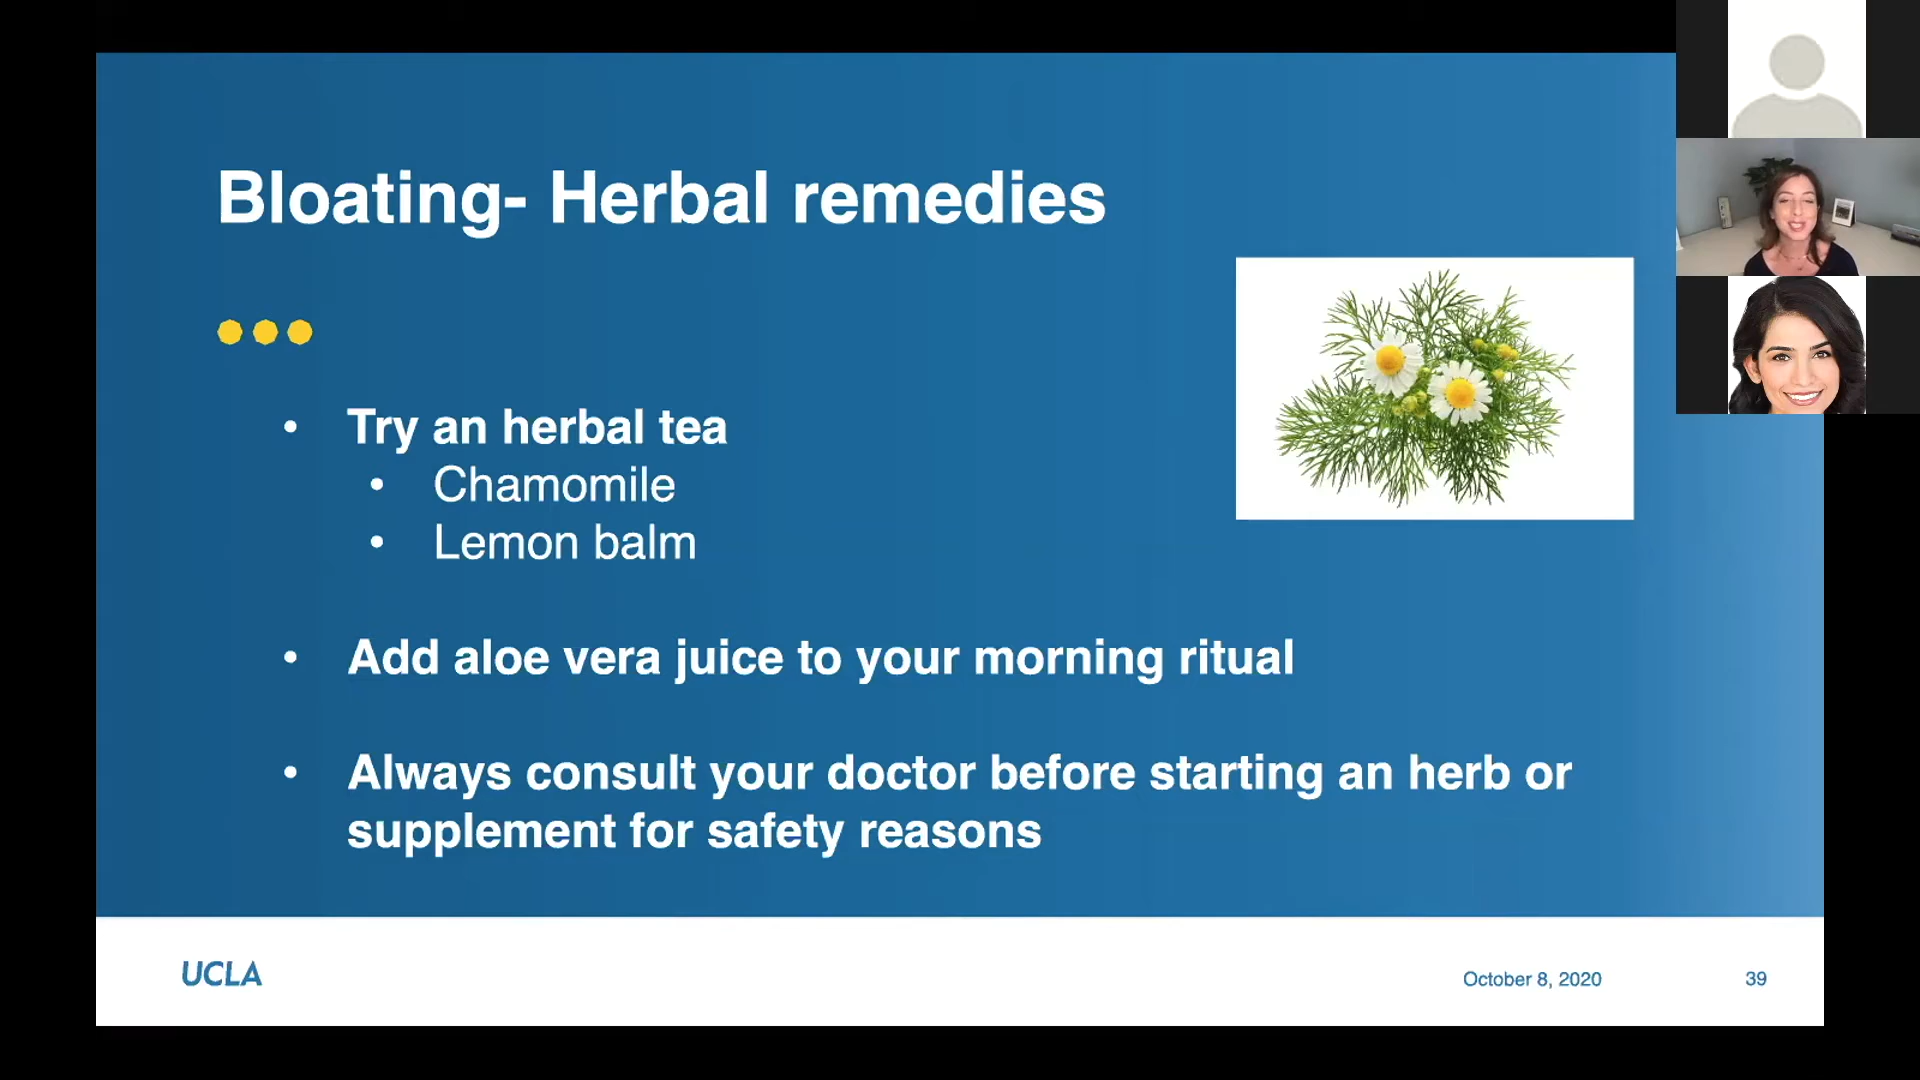 Bloating- Herbal remedies
• Try an herbal tea
• Chamomile
• Lemon balm
• Add aloe vera juice to your morning ritual
• Always consult your doctor before starting an herb or
supplement for safety reasons
UCLA
October 8, 2020
39